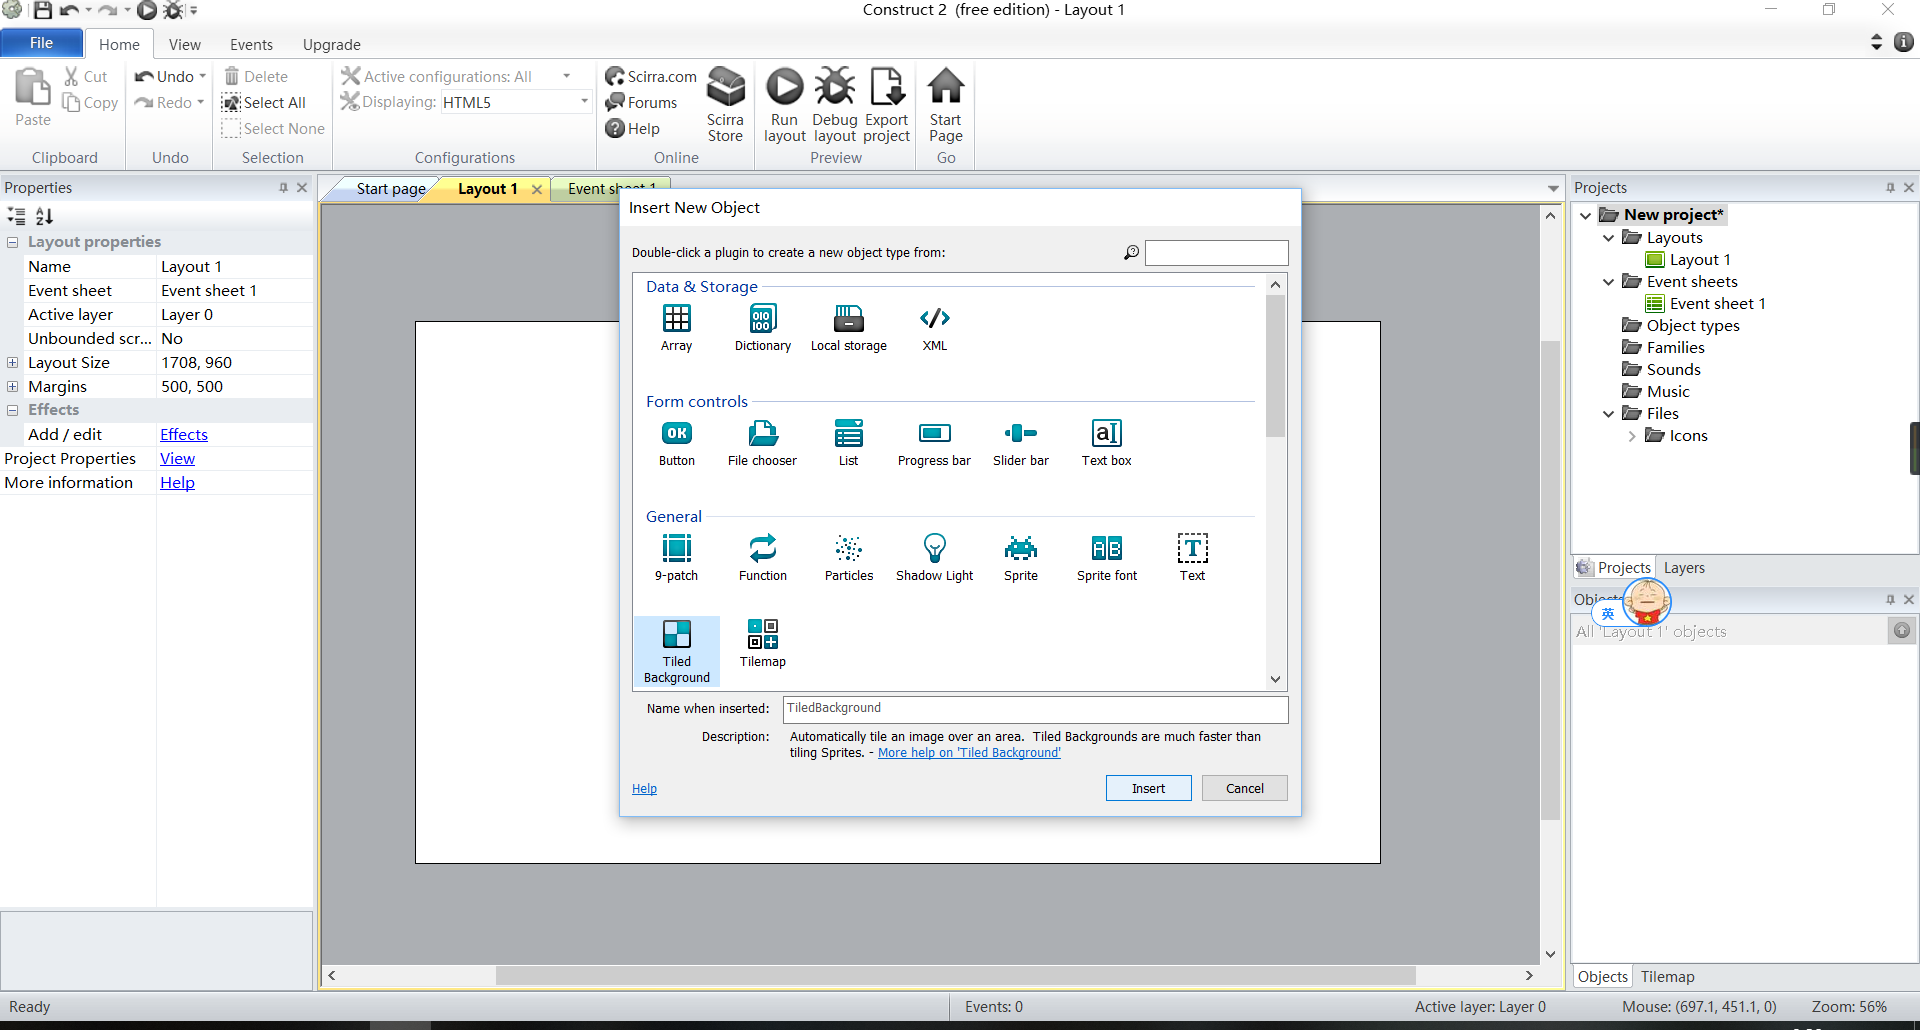 Construct 2  (free edition) - Layout 1
File
Home
View
Events
Upgrade
Paste
Cut
Copy
Clipboard
Undo
Redo
Undo
Delete
Select All
Select None
Selection
Active configurations: All
Displaying: HTML5
Configurations
Scirra.com
Forums
Help
Scirra
Store
Online
Run
layout
Debug
layout
Export
project
Preview
Start
Page
Go
Properties
Layout properties
Name Layout 1
Event sheet Event sheet 1
Active layer Layer 0
Unbounded scr... No
Layout Size 1708, 960
Margins 500, 500
Effects
Add / edit Effects
Project Properties View
More information Help
Start page
Layout 1
Insert New Object
Double-click a plugin to create a new object type from:
Data & Storage
Array
Dictionary
010
100
Local storage
XML
Form controls
OK
Button
File chooser
List
Progress bar
Slider bar
aI
Text box
General
9-patch
Function
Particles
Shadow Light
Sprite
AB
Sprite font
T
Text
Tiled
Background
Tilemap
Name when inserted: TiledBackground
Description: Automatically tile an image over an area.  Tiled Backgrounds are much faster than
tiling Sprites. - More help on 'Tiled Background'
Help
Insert
Cancel
Projects
New project*
Layouts
Layout 1
Event sheets
Event sheet 1
Object types
Families
Sounds
Music
Files
Icons
Projects
Layers
英
All 'Layout 1' objects
Objects
Tilemap
Ready
Events: 0
Active layer: Layer 0
Mouse: (697.1, 451.1, 0)
Zoom: 56%